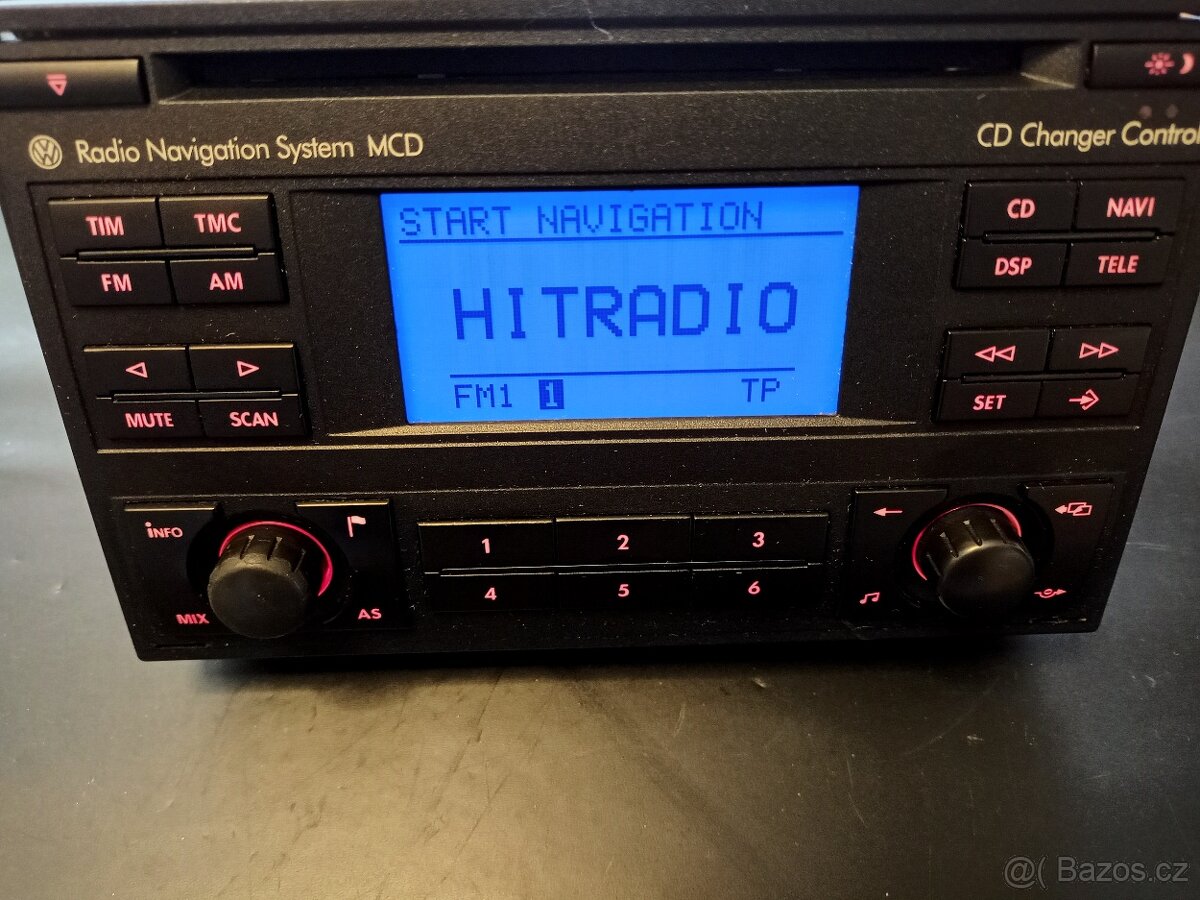 Radio Navigation System MCD
CD Changer Control
TIM TMC
FM AM
MUTE SCAN
START NAVIGATION
HITRADIO
FM1 1 TP
CD NAVI
DSP TELE
SET
iNFO
MIX AS
1 2 3
4 5 6
@( Bazos.cz